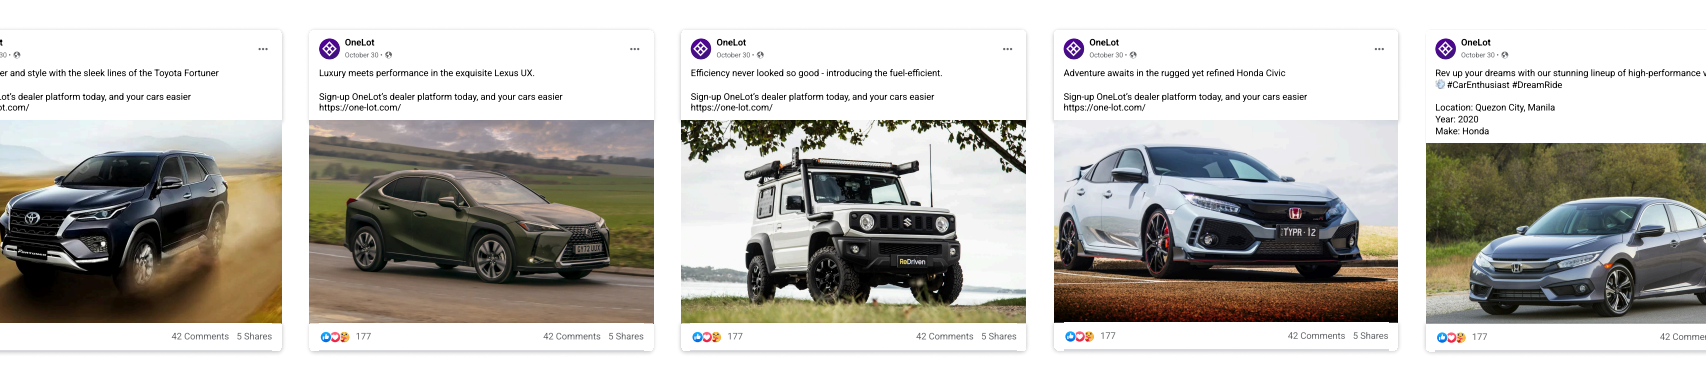 t
30 •
er and style with the sleek lines of the Toyota Fortuner
Lot's dealer platform today, and your cars easier
ot.com/
FORTUNER
42 Comments 5 Shares
OneLot
October 30 •
Luxury meets performance in the exquisite Lexus UX.
Sign-up OneLot's dealer platform today, and your cars easier
https://one-lot.com/
177
42 Comments 5 Shares
OneLot
October 30 •
Efficiency never looked so good - introducing the fuel-efficient.
Sign-up OneLot's dealer platform today, and your cars easier
https://one-lot.com/
ReDriven
177
42 Comments 5 Shares
OneLot
October 30 •
Adventure awaits in the rugged yet refined Honda Civic
Sign-up OneLot's dealer platform today, and your cars easier
https://one-lot.com/
TYPR·12
177
42 Comments 5 Shares
OneLot
October 30 •
Rev up your dreams with our stunning lineup of high-performance v
💨#CarEnthusiast #DreamRide
Location: Quezon City, Manila
Year: 2020
Make: Honda
177
42 Commen